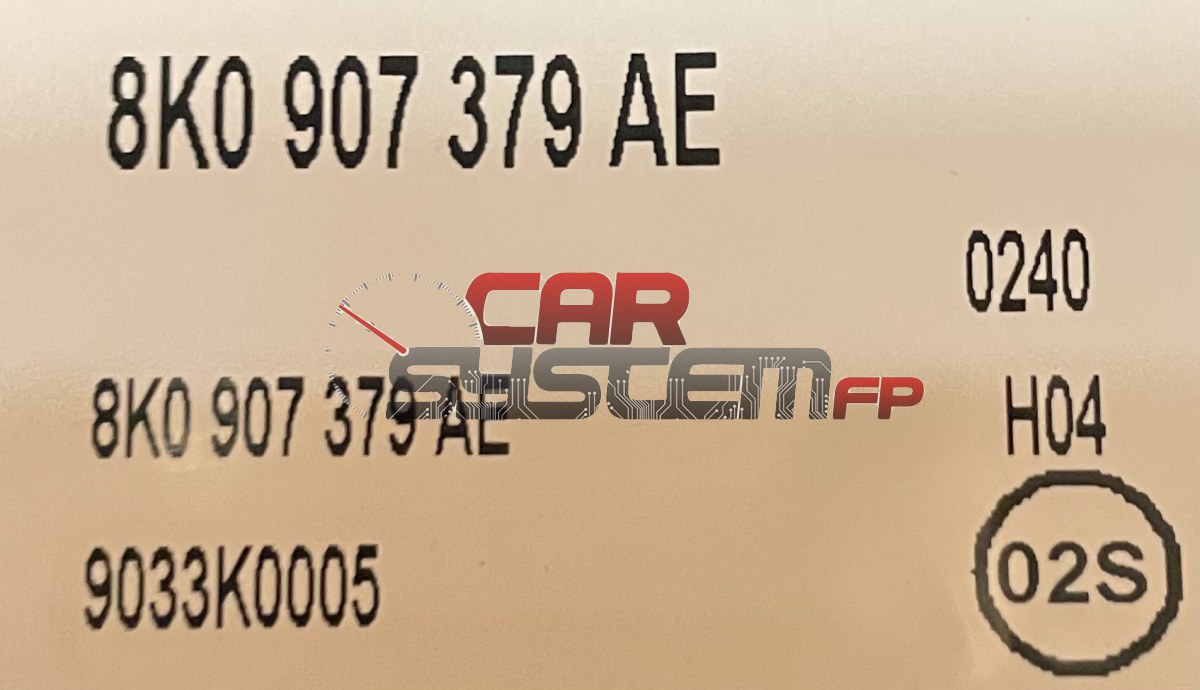 8K0 907 379 AE
0240
CAR
SYSTEM FP
8K0 907 379 AE
H04
9033K0005
02S